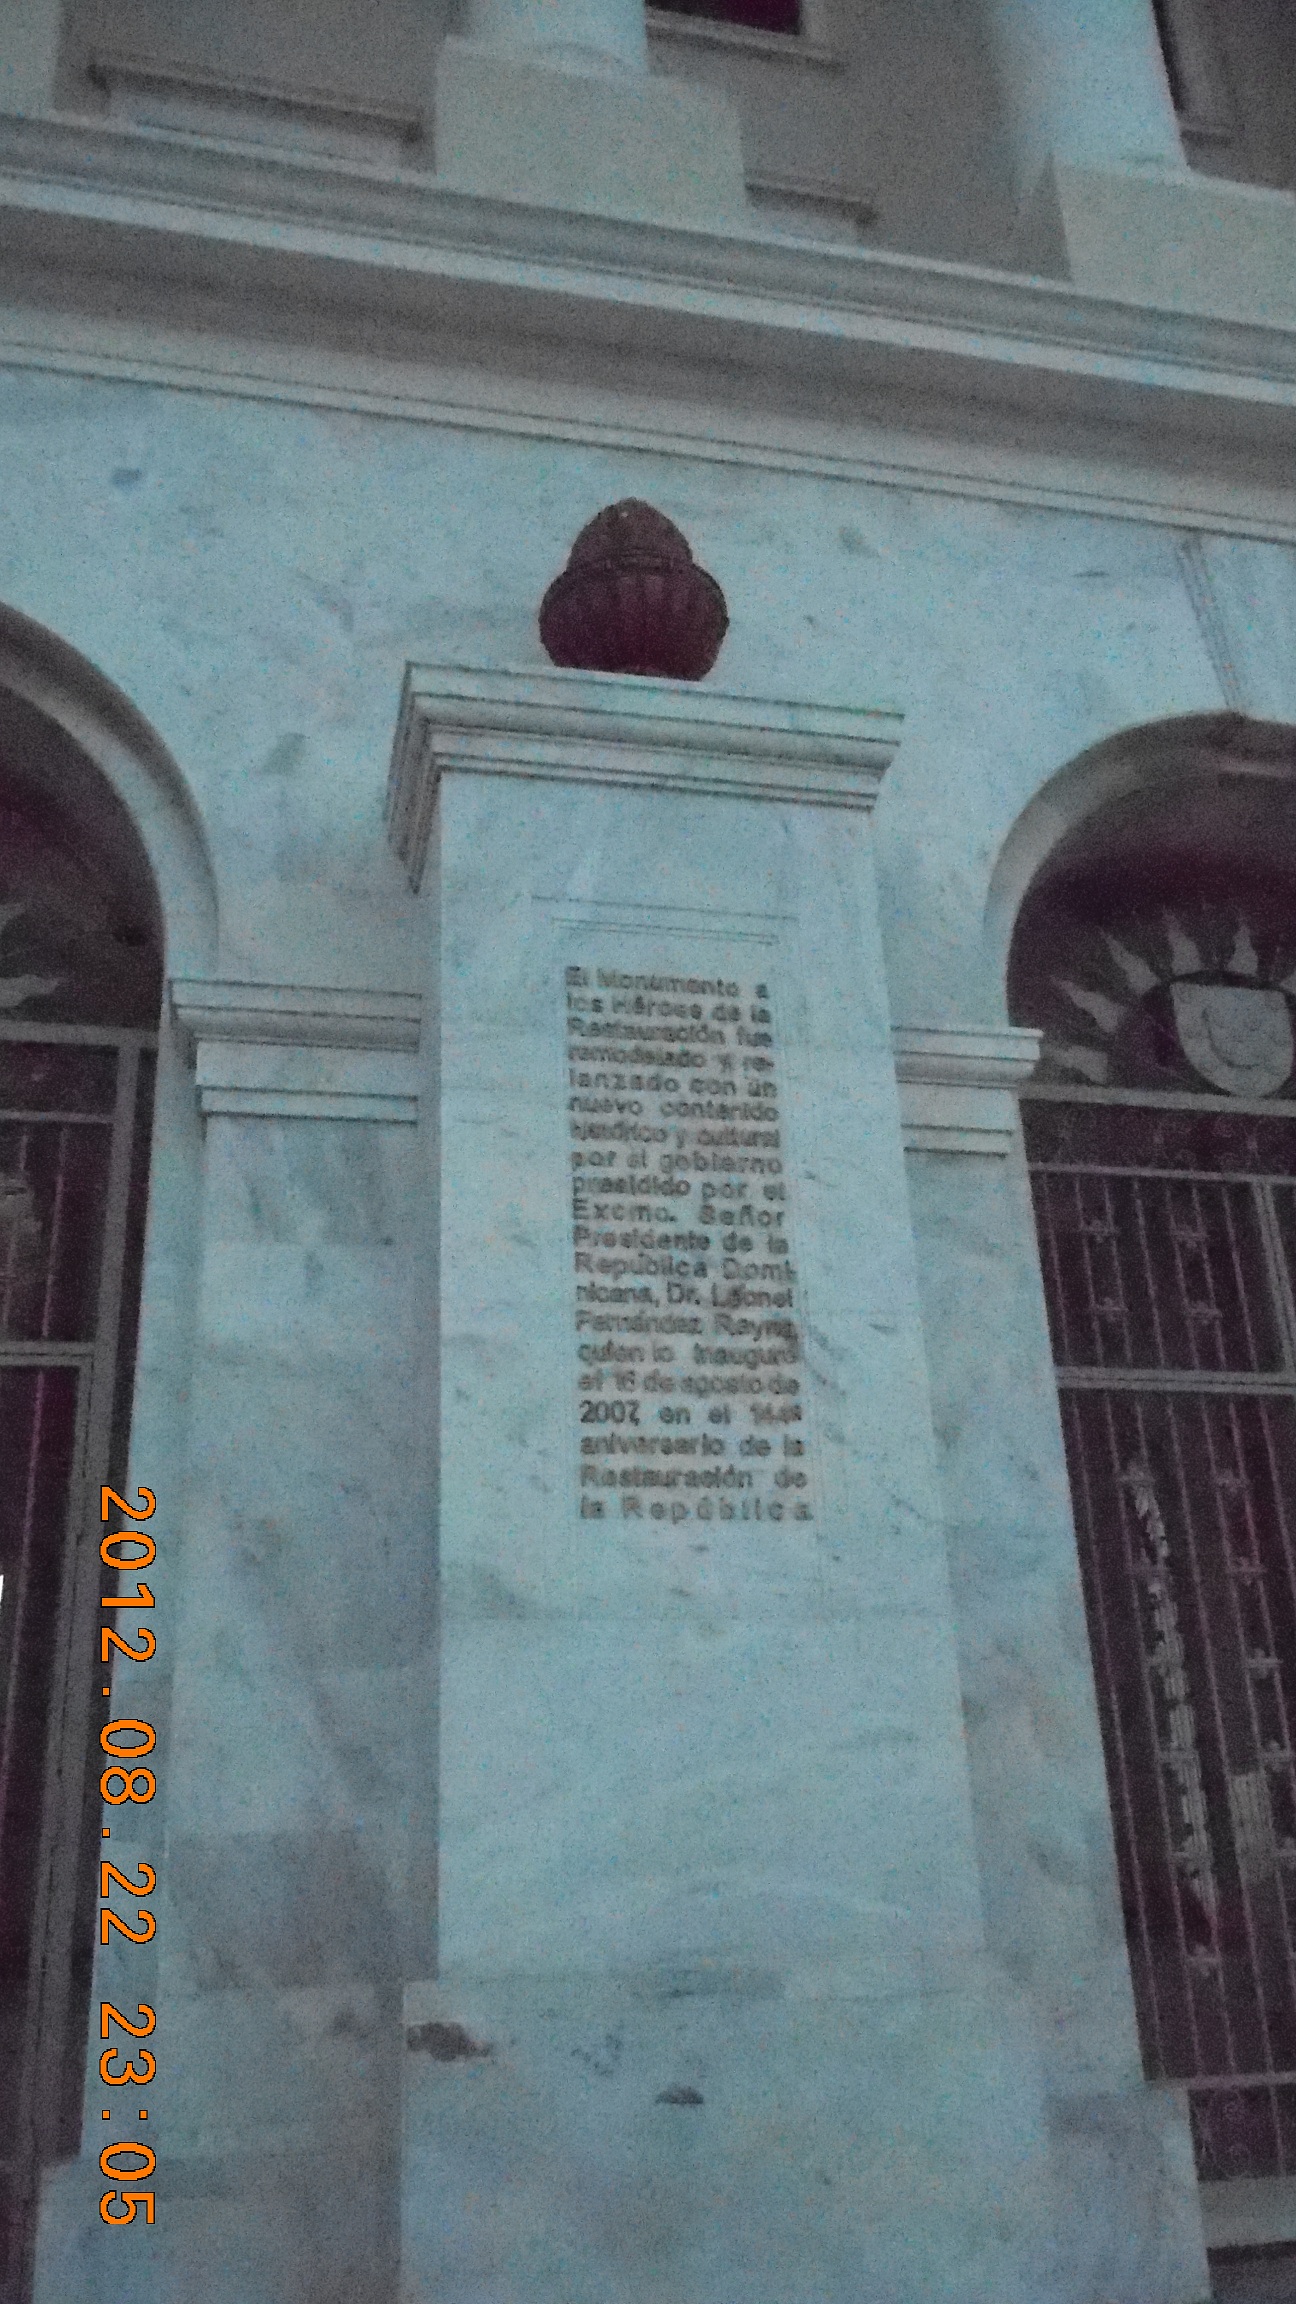 El Monumento a
los Héroes de la
Restauración fue
remodelado y re-
lanzado con un
nuevo contenido
histórico y cultural
por el gobierno
presidido por el
Excmo. Señor
Presidente de la
República Domi-
nicana, Dr. Leonel
Fernández Reyna,
quien lo inauguró
el 16 de agosto de
2007, en el
aniversario de la
Restauración de
la República
2012.08.22 23:05